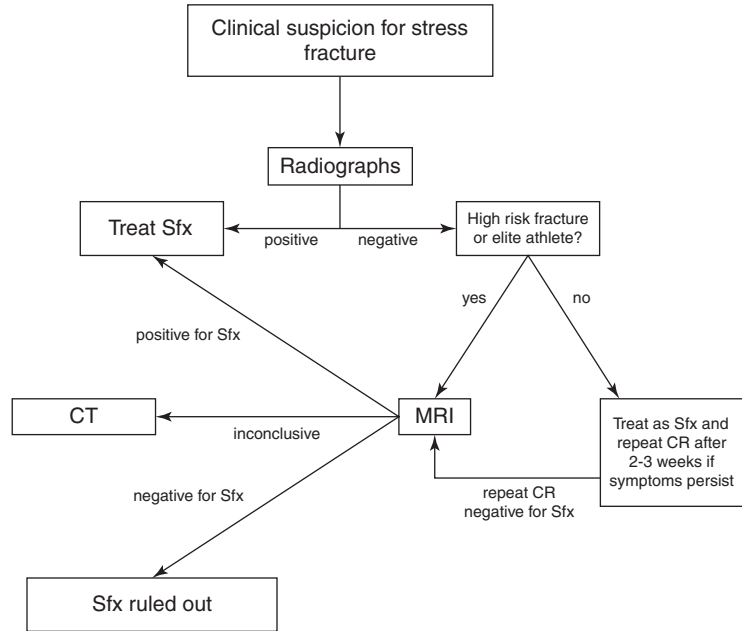 Clinical suspicion for stress
fracture
Radiographs
Treat Sfx
positive
negative
High risk fracture
or elite athlete?
yes
no
positive for Sfx
CT
inconclusive
MRI
Treat as Sfx and
repeat CR after
2-3 weeks if
symptoms persist
repeat CR
negative for Sfx
negative for Sfx
Sfx ruled out